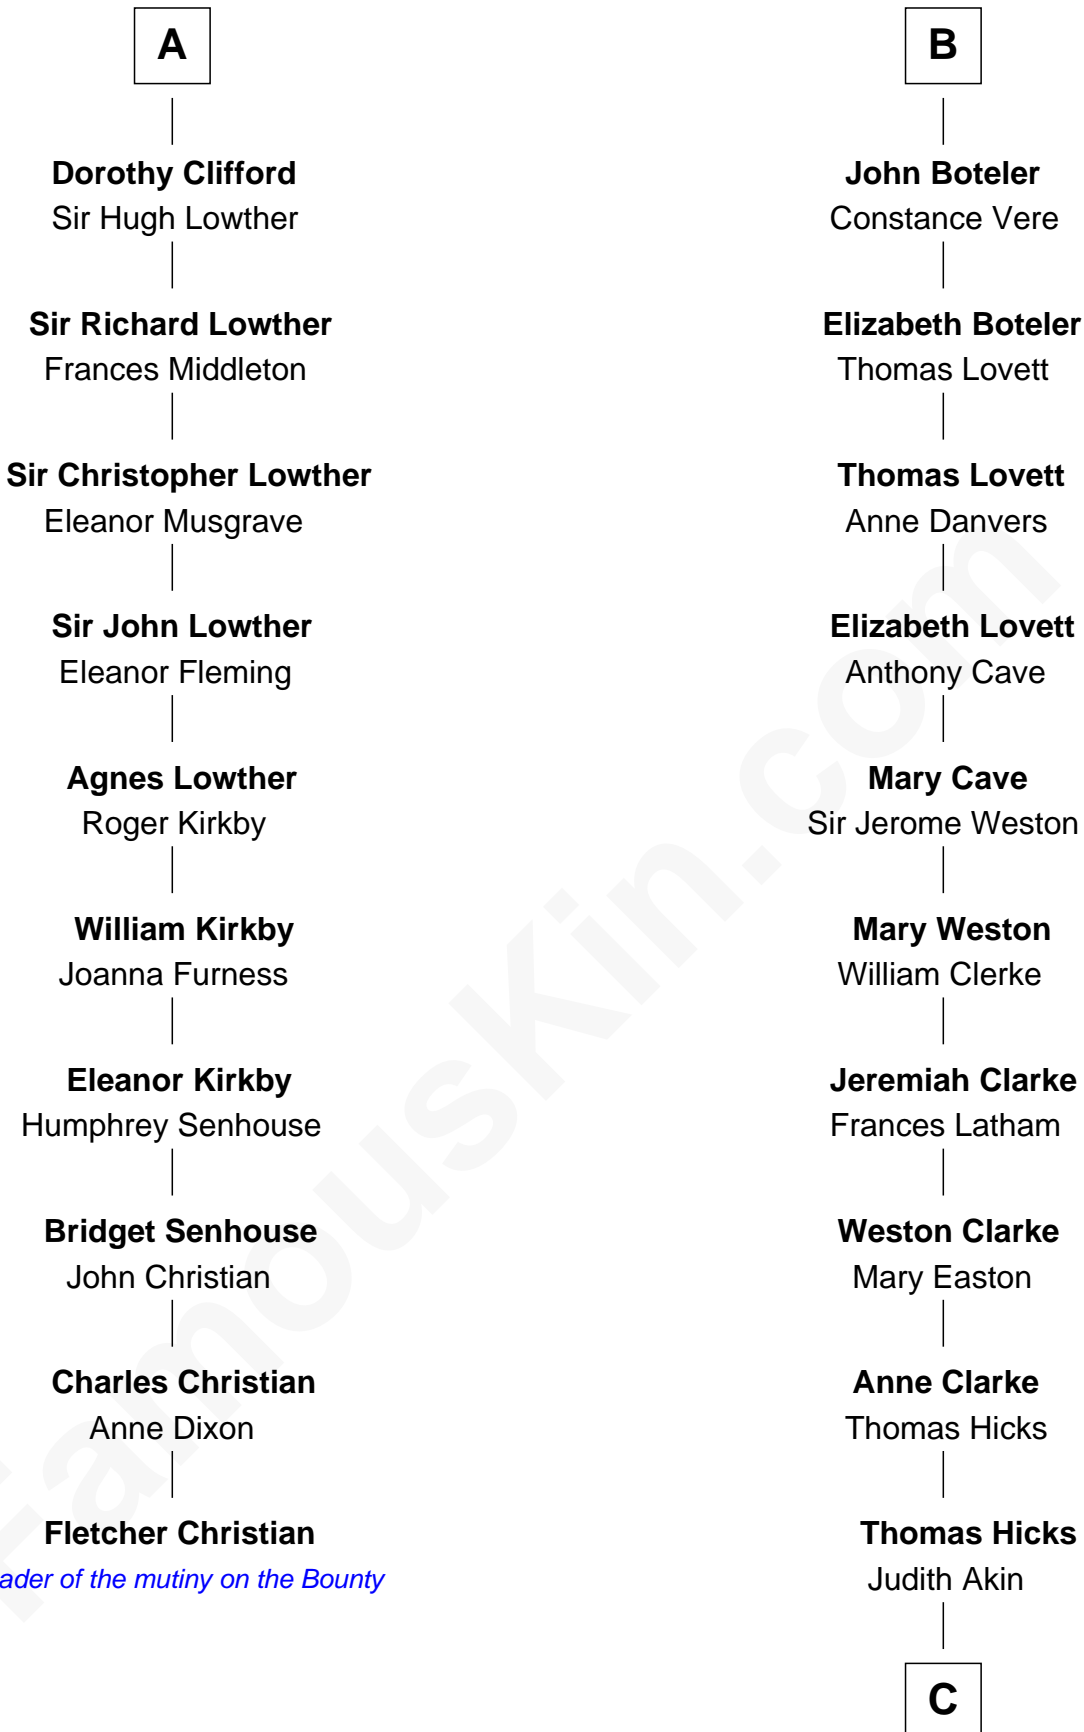 A
Dorothy Clifford
Sir Hugh Lowther
Sir Richard Lowther
Frances Middleton
Sir Christopher Lowther
Eleanor Musgrave
Sir John Lowther
Eleanor Fleming
Agnes Lowther
Roger Kirkby
William Kirkby
Joanna Furness
Eleanor Kirkby
Humphrey Senhouse
Bridget Senhouse
John Christian
Charles Christian
Anne Dixon
Fletcher Christian
ader of the mutiny on the Bounty
B
John Boteler
Constance Vere
Elizabeth Boteler
Thomas Lovett
Thomas Lovett
Anne Danvers
Elizabeth Lovett
Anthony Cave
Mary Cave
Sir Jerome Weston
Mary Weston
William Clerke
Jeremiah Clarke
Frances Latham
Weston Clarke
Mary Easton
Anne Clarke
Thomas Hicks
Thomas Hicks
Judith Akin
C
FamousKin.com